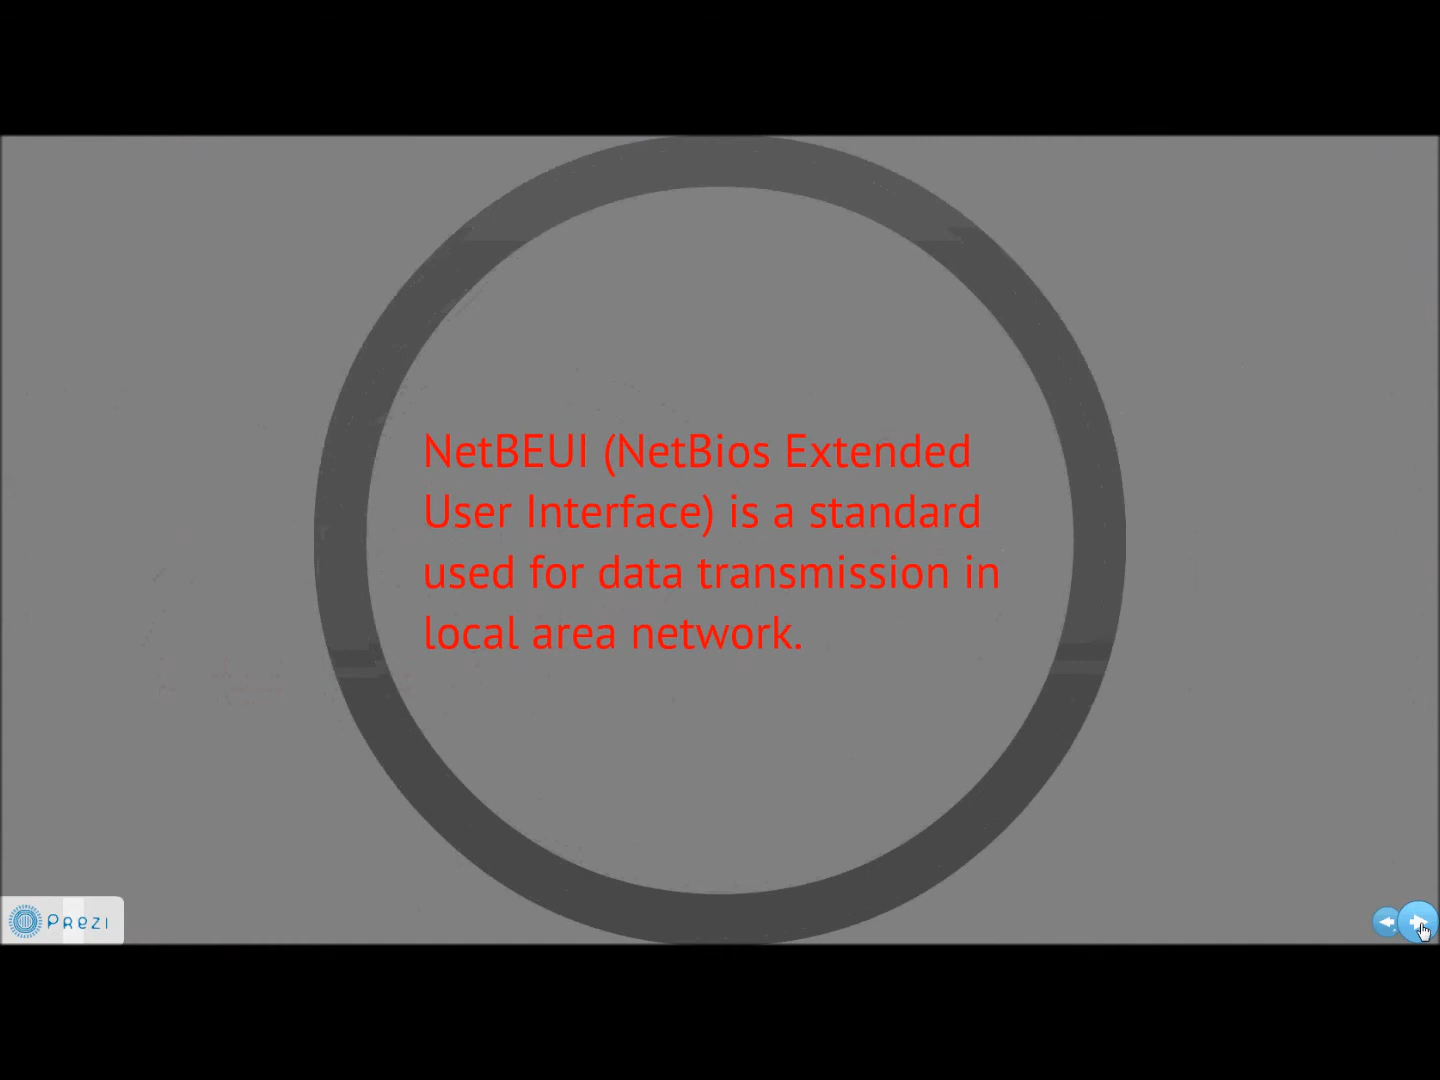 NetBEUI (NetBios Extended
User Interface) is a standard
used for data transmission in
local area network.
PREZI